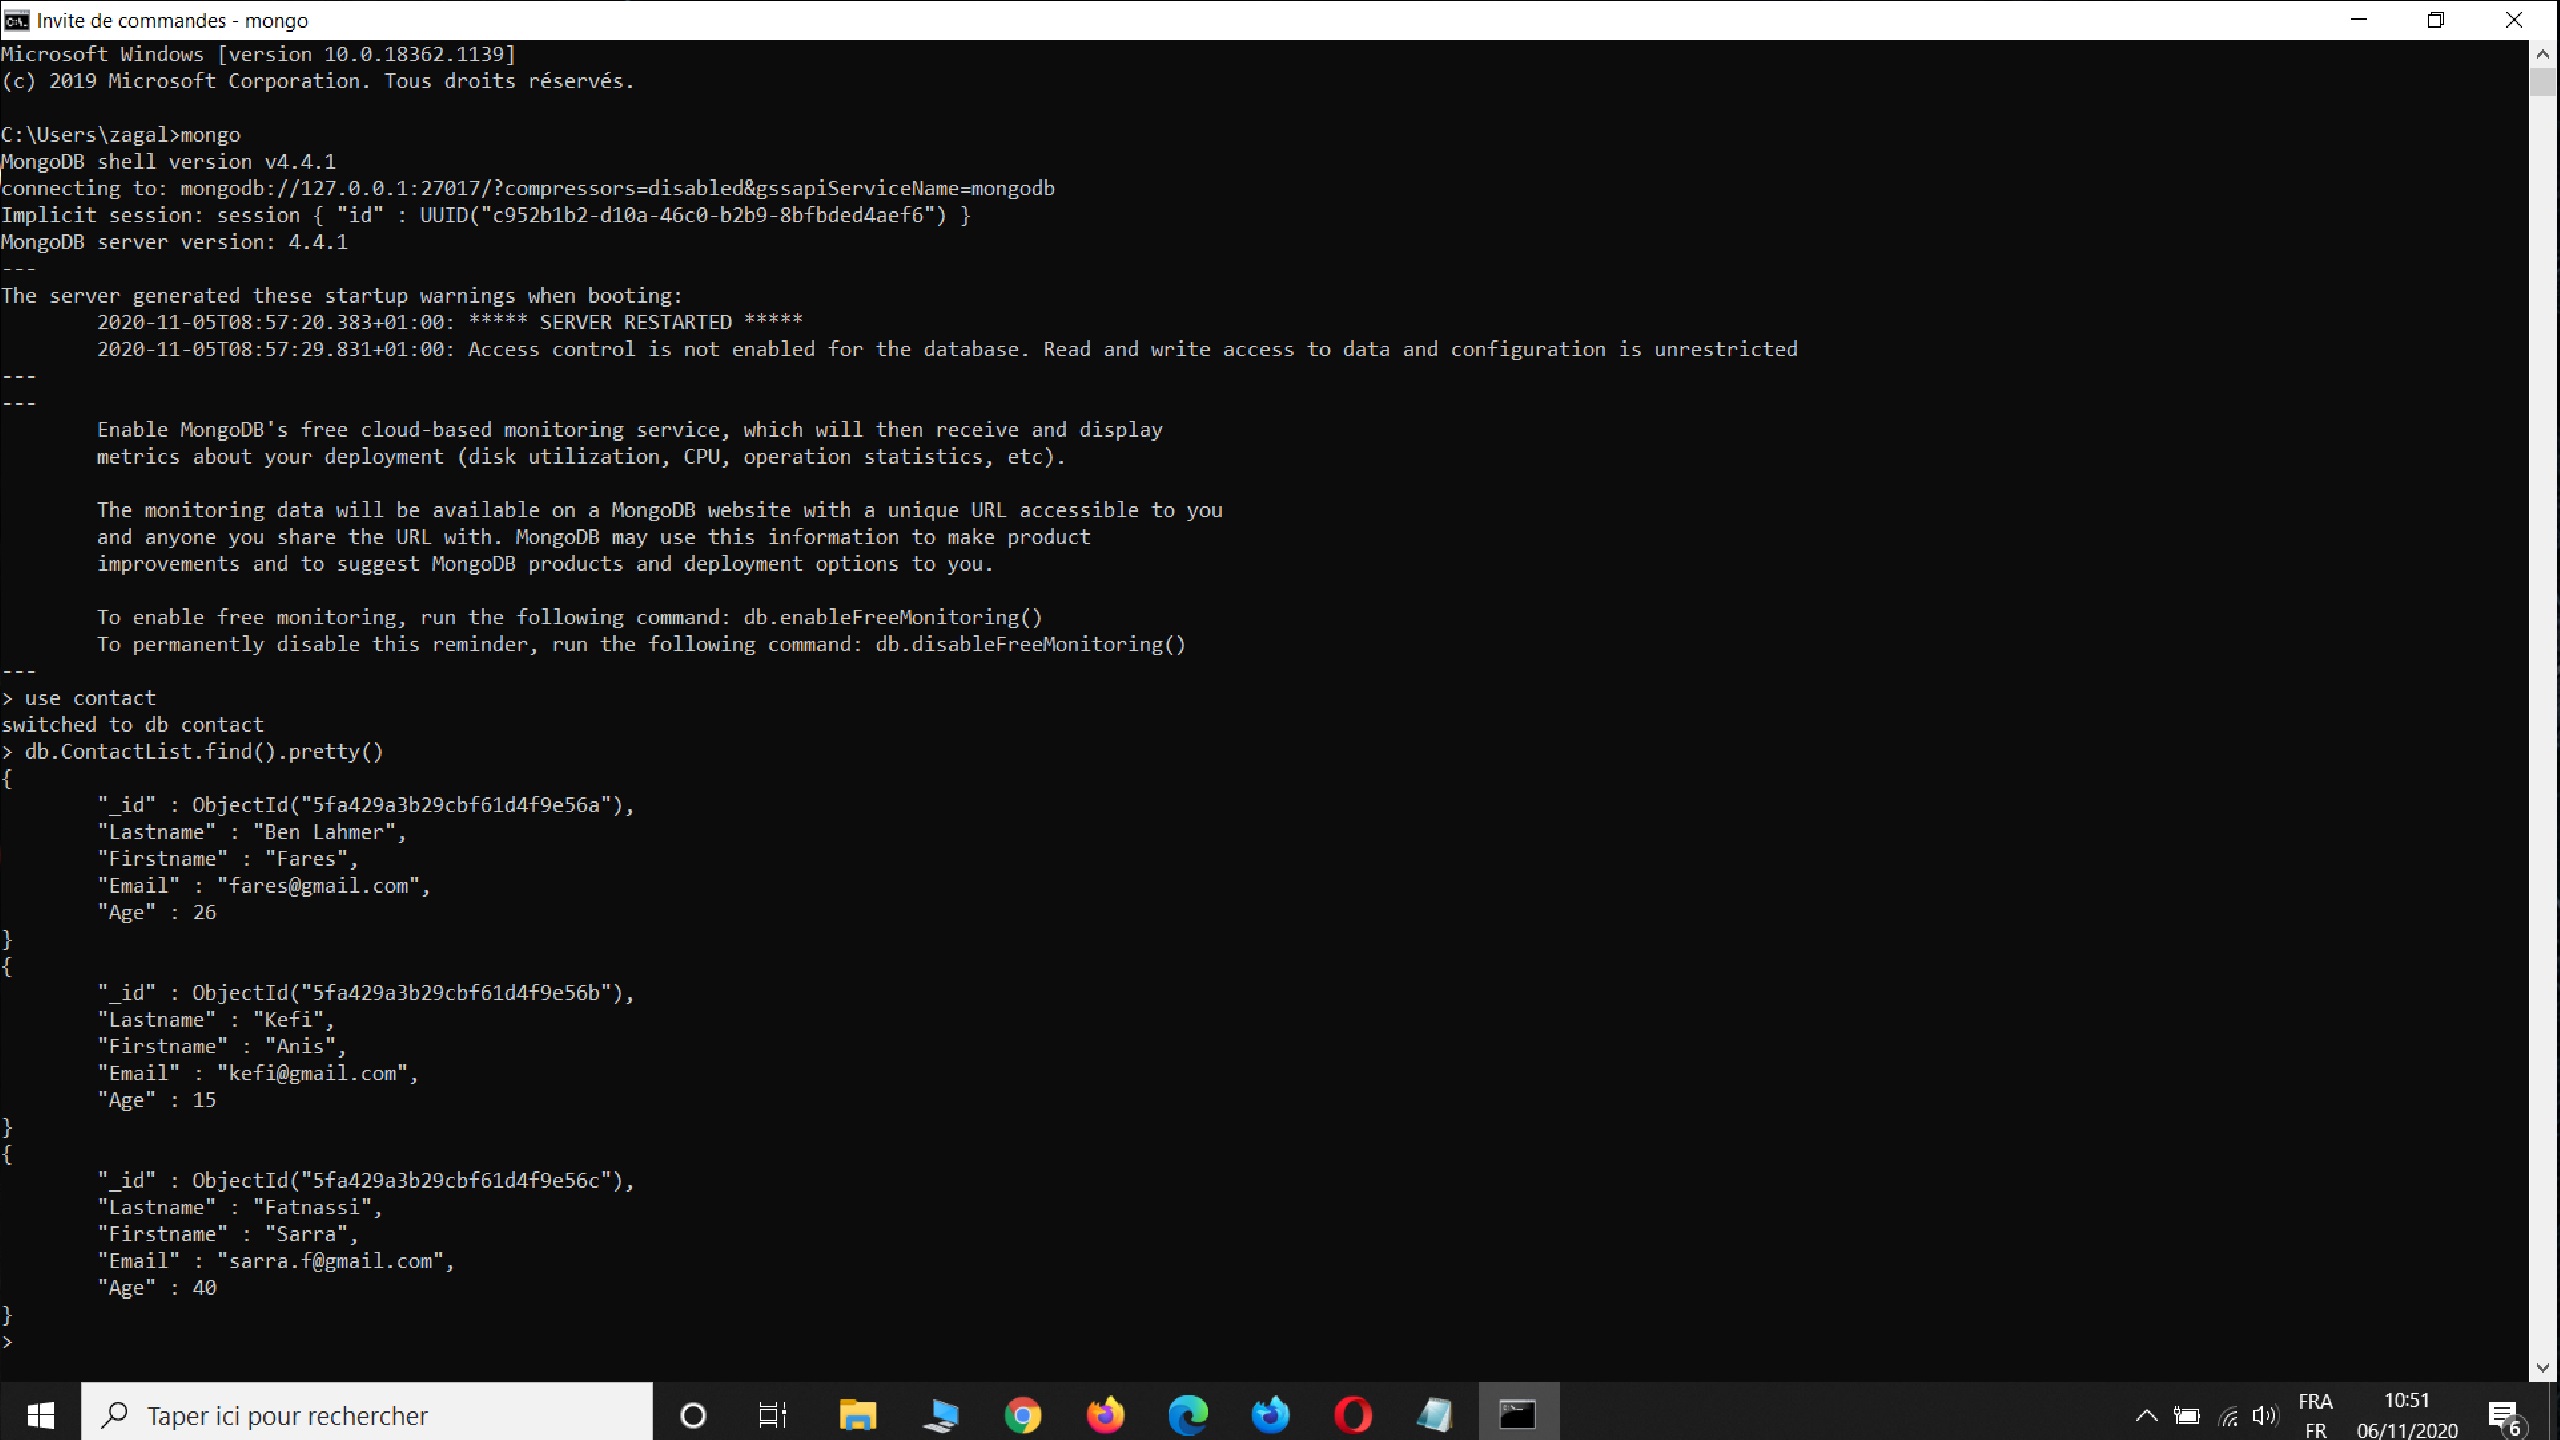 Invite de commandes - mongo
Microsoft Windows [version 10.0.18362.1139]
(c) 2019 Microsoft Corporation. Tous droits réservés.
C:\Users\zagal>mongo
MongoDB shell version v4.4.1
connecting to: mongodb://127.0.0.1:27017/?compressors=disabled&gssapiServiceName=mongodb
Implicit session: session { "id" : UUID("c952b1b2-d10a-46c0-b2b9-8bfbded4aef6") }
MongoDB server version: 4.4.1
---
The server generated these startup warnings when booting:
        2020-11-05T08:57:20.383+01:00: ***** SERVER RESTARTED *****
        2020-11-05T08:57:29.831+01:00: Access control is not enabled for the database. Read and write access to data and configuration is unrestricted
---
---
        Enable MongoDB's free cloud-based monitoring service, which will then receive and display
        metrics about your deployment (disk utilization, CPU, operation statistics, etc).
        The monitoring data will be available on a MongoDB website with a unique URL accessible to you
        and anyone you share the URL with. MongoDB may use this information to make product
        improvements and to suggest MongoDB products and deployment options to you.
        To enable free monitoring, run the following command: db.enableFreeMonitoring()
        To permanently disable this reminder, run the following command: db.disableFreeMonitoring()
---
> use contact
switched to db contact
> db.ContactList.find().pretty()
{
        "_id" : ObjectId("5fa429a3b29cbf61d4f9e56a"),
        "Lastname" : "Ben Lahmer",
        "Firstname" : "Fares",
        "Email" : "fares@gmail.com",
        "Age" : 26
}
{
        "_id" : ObjectId("5fa429a3b29cbf61d4f9e56b"),
        "Lastname" : "Kefi",
        "Firstname" : "Anis",
        "Email" : "kefi@gmail.com",
        "Age" : 15
}
{
        "_id" : ObjectId("5fa429a3b29cbf61d4f9e56c"),
        "Lastname" : "Fatnassi",
        "Firstname" : "Sarra",
        "Email" : "sarra.f@gmail.com",
        "Age" : 40
}
>
Taper ici pour rechercher
FRA
FR
10:51
06/11/2020
6